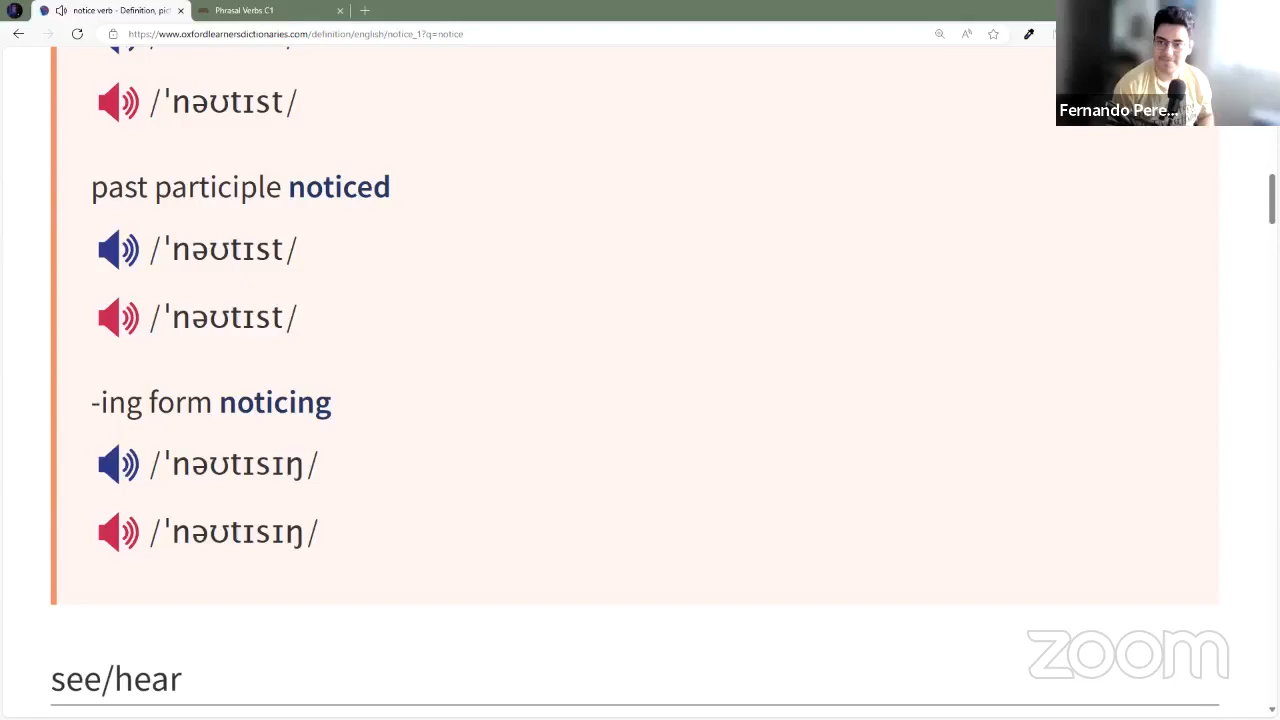 notice verb - Definition, pict
Phrasal Verbs C1
https://www.oxfordlearnersdictionaries.com/definition/english/notice_1?q=notice
Fernando Pere...
/ˈnəʊtɪst/
past participle noticed
/ˈnəʊtɪst/
/ˈnəʊtɪst/
-ing form noticing
/ˈnəʊtɪsɪŋ/
/ˈnəʊtɪsɪŋ/
zoom
see/hear